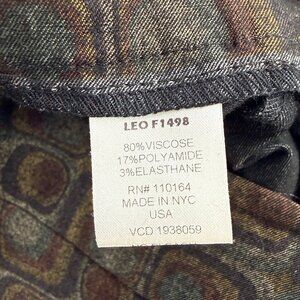 LEO F1498
80%VISCOSE
17%POLYAMIDE
3%ELASTHANE
RN# 110164
MADE IN NYC
USA
VCD 1938059